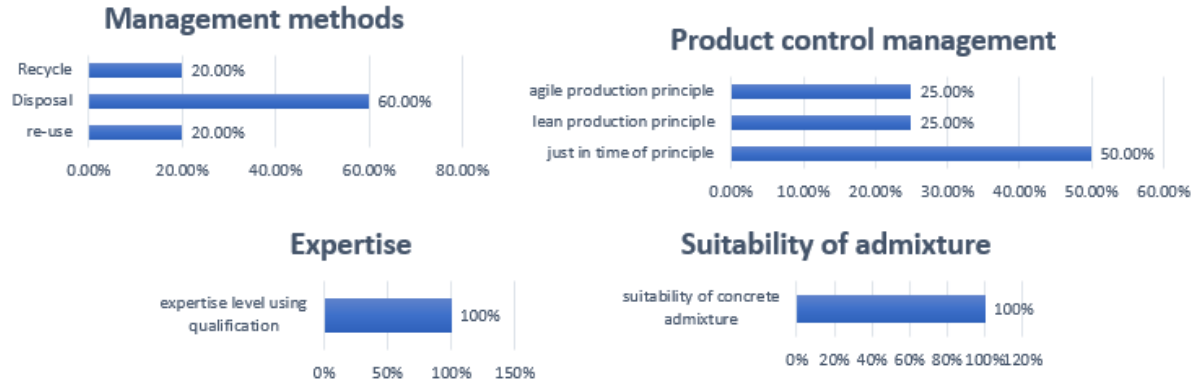 Management methods
Recycle
20.00%
Disposal
60.00%
re-use
20.00%
0.00% 20.00% 40.00% 60.00% 80.00%
Product control management
agile production principle
25.00%
lean production principle
25.00%
just in time of principle
50.00%
0.00% 10.00% 20.00% 30.00% 40.00% 50.00% 60.00%
Expertise
expertise level using
qualification
100%
0% 50% 100% 150%
Suitability of admixture
suitability of concrete
admixture
100%
0% 20% 40% 60% 80% 100% 120%